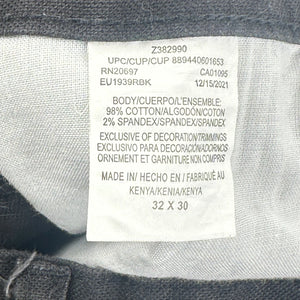 Z382990
UPC/CUP/CUP 889440601653
RN20697 CA01095
EU1939RBK 12/15/2021
BODY/CUERPO/L'ENSEMBLE:
98% COTTON/ALGODÓN/COTON
2% SPANDEX/SPANDEX/SPANDEX
EXCLUSIVE OF DECORATION/TRIMMINGS
EXCLUSIVO PARA DECORACION/ADORNOS
ORNEMENT ET GARNITURE NON COMPRIS
MADE IN/ HECHO EN / FABRIQUÉ AU
KENYA/KENIA/KENYA
32 X 30